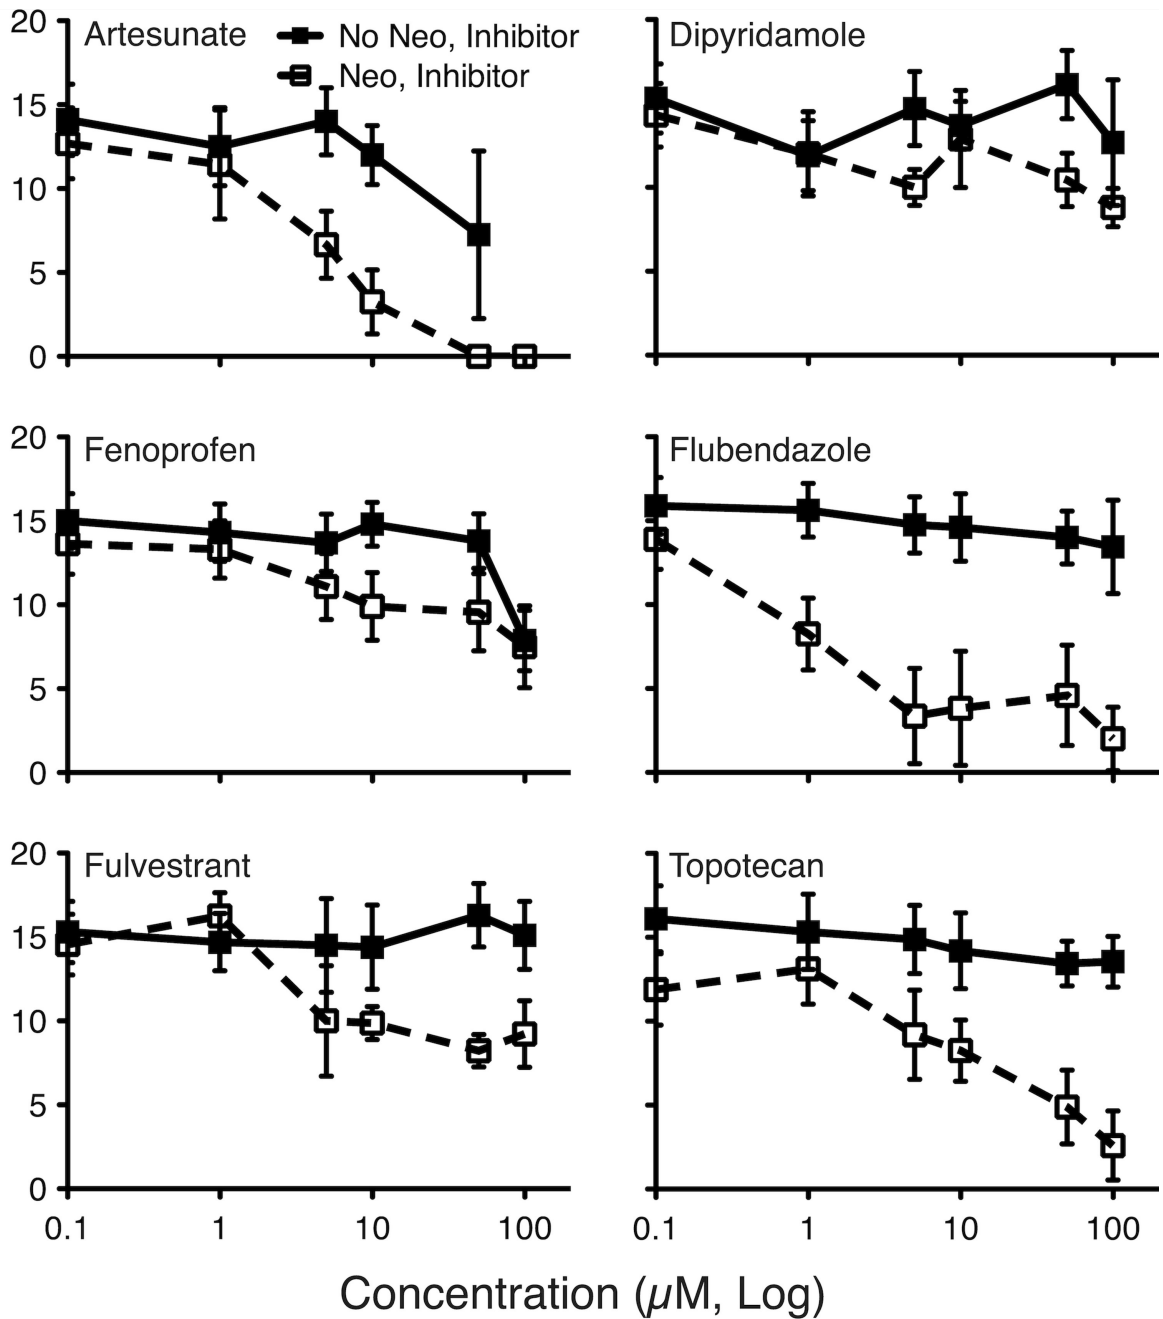 Artesunate
No Neo, Inhibitor
Neo, Inhibitor
20
15
10
5
0
Dipyridamole
Fenoprofen
20
15
10
5
0
Flubendazole
Fulvestrant
20
15
10
5
0
0.1 1 10 100
Topotecan
0.1 1 10 100
Concentration (µM, Log)